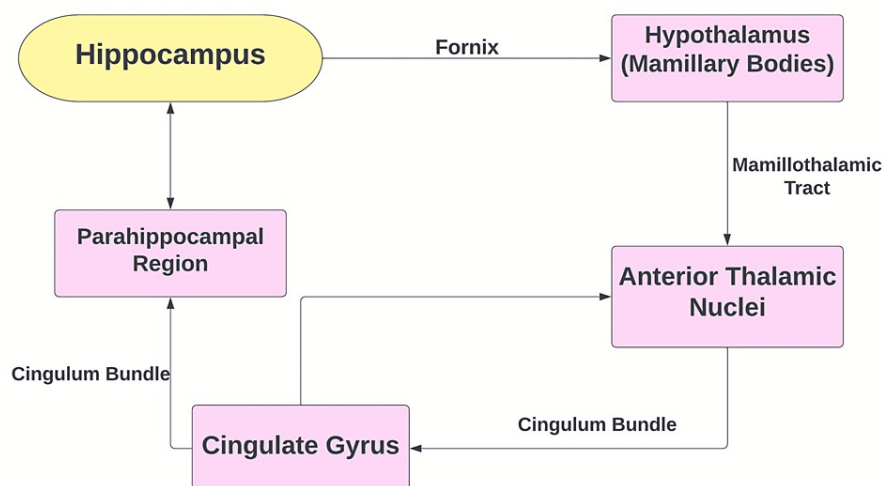 Hippocampus
Fornix
Hypothalamus
(Mamillary Bodies)
Mamillothalamic
Tract
Parahippocampal
Region
Anterior Thalamic
Nuclei
Cingulum Bundle
Cingulate Gyrus
Cingulum Bundle